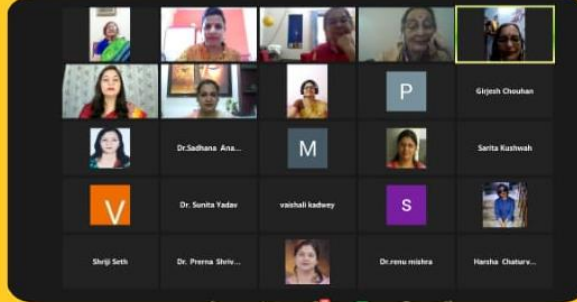 P
Girjesh Chouhan
Dr.Sadhana Ana...
M
Sarita Kushwah
V
Dr. Sunita Yadav
vaishali kadwey
S
Shriji Seth
Dr. Prerna Shriv...
Dr.renu mishra
Harsha Chaturv...